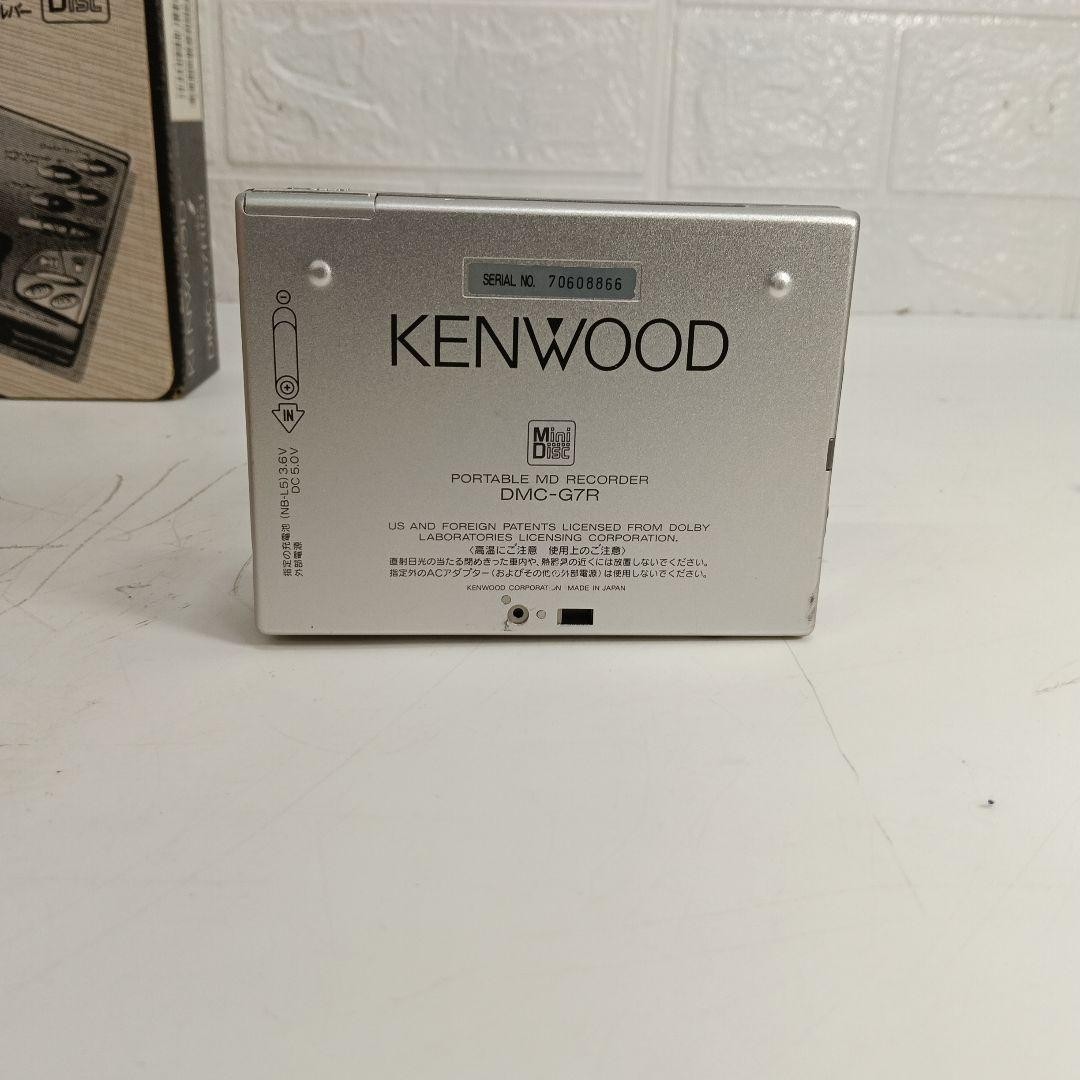 ルバー
Disc
SERIAL NO. 70608866
KENWOOD
Mini
Disc
PORTABLE MD RECORDER
DMC-G7R
US AND FOREIGN PATENTS LICENSED FROM DOLBY
LABORATORIES LICENSING CORPORATION.
〈高温にご注意 使用上のご注意〉
直射日光の当たる閉めきった車内や、熱器具の近くには放置しないでください。
指定外のACアダプター(およびその他の外部電源)は使用しないでください。
KENWOOD CORPORATION MADE IN JAPAN
IN
指定の充電池 (NB-L5) 3.6V
外部電源 DC 5.0V
KENWOOD